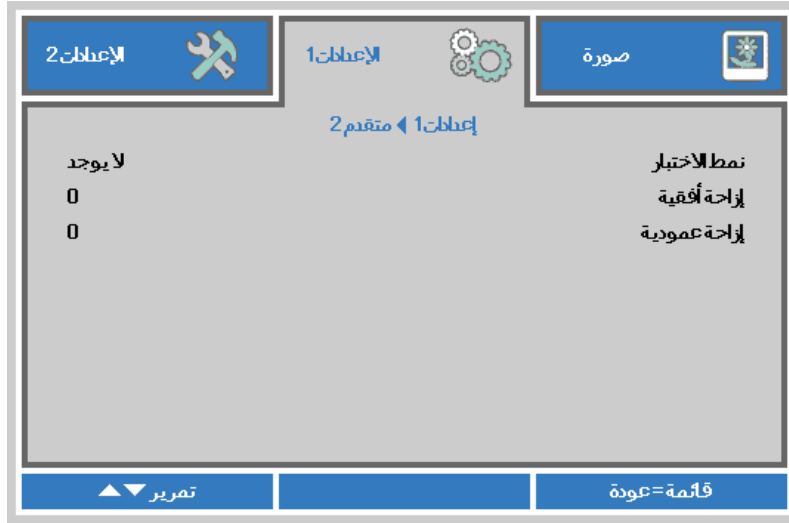 صورة
الإعدادات1
الإعدادات2
إعدادات1 ⏴ متقدم2
نمط الاختبار لا يوجد
إزاحة أفقية 0
إزاحة عمودية 0
قائمة=عودة
تمرير ▼▲